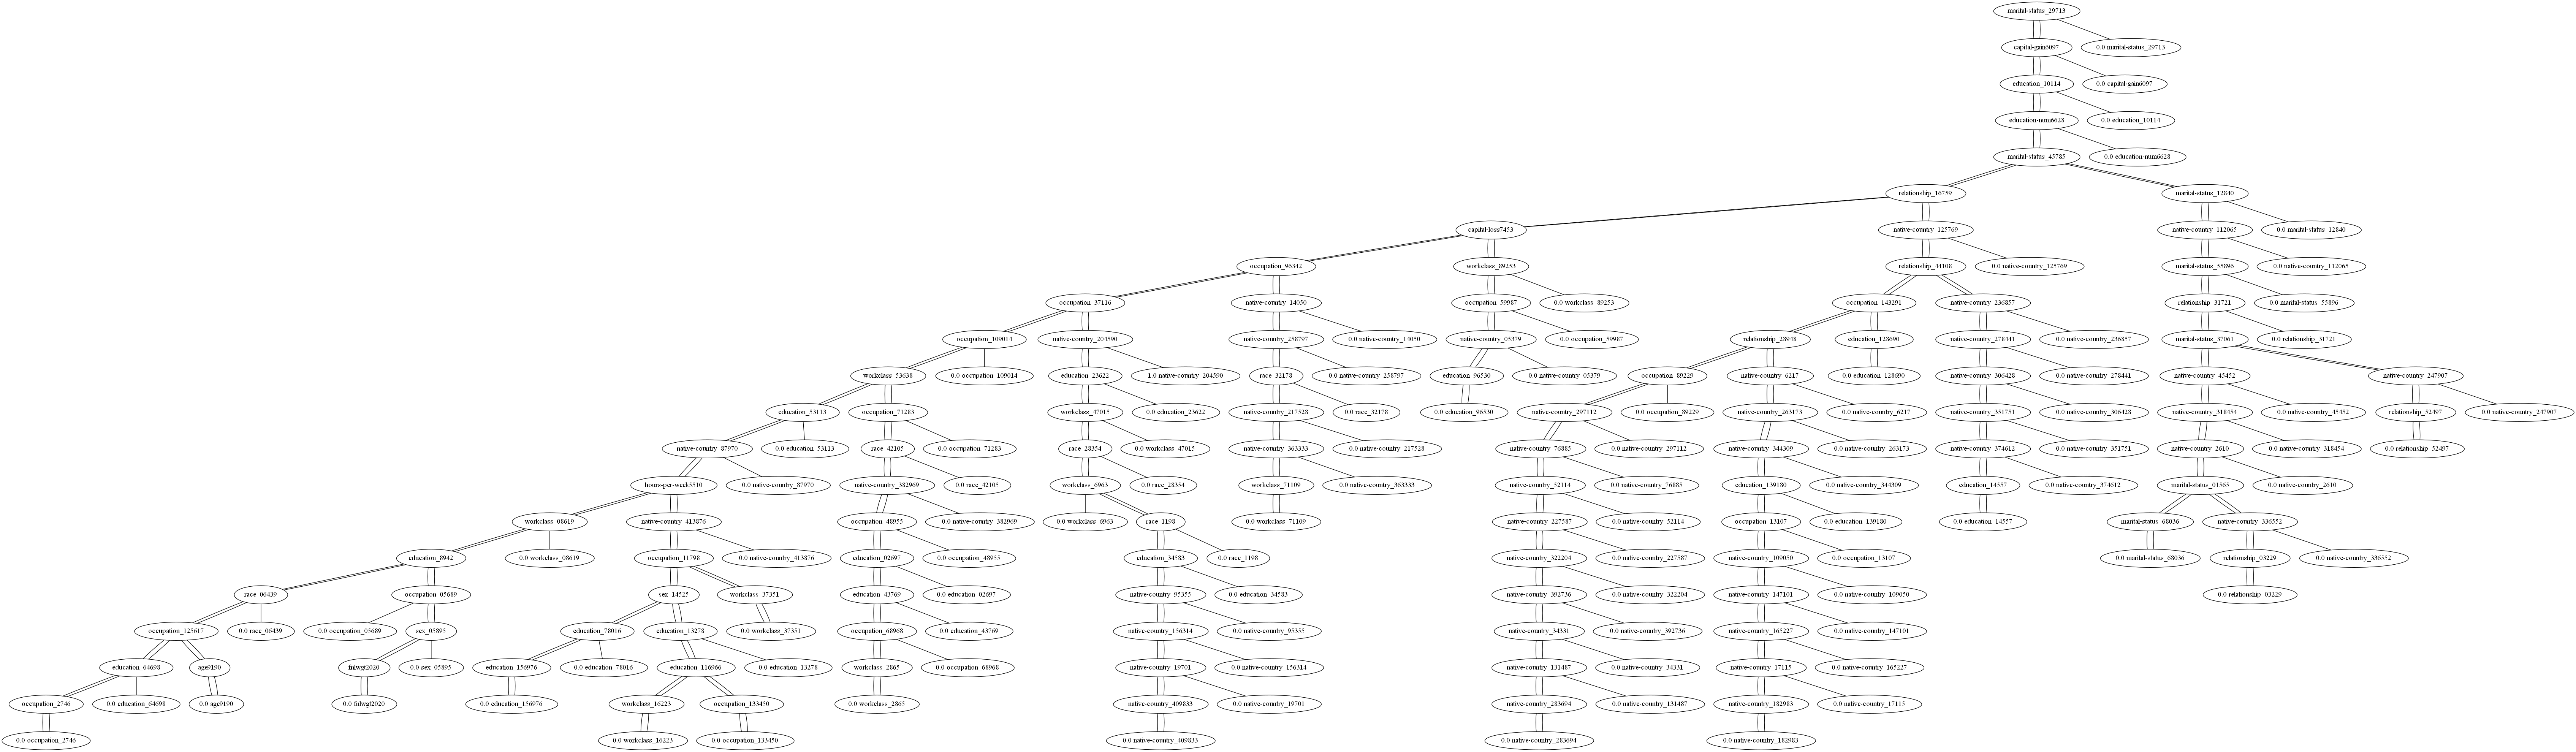 marital-status_29713
capital-gain6097
0.0 marital-status_29713
education_10114
0.0 capital-gain6097
education-num6628
0.0 education_10114
marital-status_45785
0.0 education-num6628
relationship_16759
marital-status_12840
capital-loss7453
native-country_125769
native-country_112065
0.0 marital-status_12840
occupation_96342
workclass_89253
relationship_44108
0.0 native-country_125769
marital-status_55896
0.0 native-country_112065
occupation_37116
native-country_14050
occupation_59987
0.0 workclass_89253
occupation_143291
native-country_236857
relationship_31721
0.0 marital-status_55896
occupation_109014
native-country_204590
native-country_258797
0.0 native-country_14050
native-country_05379
0.0 occupation_59987
relationship_28948
education_128690
native-country_278441
0.0 native-country_236857
marital-status_37061
0.0 relationship_31721
workclass_53638
0.0 occupation_109014
education_23622
1.0 native-country_204590
race_32178
0.0 native-country_258797
education_96530
0.0 native-country_05379
occupation_89229
native-country_6217
0.0 education_128690
native-country_306428
0.0 native-country_278441
native-country_45452
native-country_247907
education_53113
occupation_71283
workclass_47015
0.0 education_23622
native-country_217528
0.0 race_32178
0.0 education_96530
native-country_297112
0.0 occupation_89229
native-country_263173
0.0 native-country_6217
native-country_351751
0.0 native-country_306428
native-country_318454
0.0 native-country_45452
relationship_52497
0.0 native-country_247907
native-country_87970
0.0 education_53113
race_42105
0.0 occupation_71283
race_28354
0.0 workclass_47015
native-country_363333
0.0 native-country_217528
native-country_76885
0.0 native-country_297112
native-country_344309
0.0 native-country_263173
native-country_374612
0.0 native-country_351751
native-country_2610
0.0 native-country_318454
0.0 relationship_52497
hours-per-week5510
0.0 native-country_87970
native-country_382969
0.0 race_42105
workclass_6963
0.0 race_28354
workclass_71109
0.0 native-country_363333
native-country_52114
0.0 native-country_76885
education_139180
0.0 native-country_344309
education_14557
0.0 native-country_374612
marital-status_01565
0.0 native-country_2610
workclass_08619
native-country_413876
occupation_48955
0.0 native-country_382969
0.0 workclass_6963
race_1198
0.0 workclass_71109
native-country_227587
0.0 native-country_52114
occupation_13107
0.0 education_139180
0.0 education_14557
marital-status_68036
native-country_336552
education_8942
0.0 workclass_08619
occupation_11798
0.0 native-country_413876
education_02697
0.0 occupation_48955
education_34583
0.0 race_1198
native-country_322204
0.0 native-country_227587
native-country_109050
0.0 occupation_13107
0.0 marital-status_68036
relationship_03229
0.0 native-country_336552
race_06439
occupation_05689
sex_14525
workclass_37351
education_43769
0.0 education_02697
native-country_95355
0.0 education_34583
native-country_392736
0.0 native-country_322204
native-country_147101
0.0 native-country_109050
0.0 relationship_03229
occupation_125617
0.0 race_06439
0.0 occupation_05689
sex_05895
education_78016
education_13278
0.0 workclass_37351
occupation_68968
0.0 education_43769
native-country_156314
0.0 native-country_95355
native-country_34331
0.0 native-country_392736
native-country_165227
0.0 native-country_147101
education_64698
age9190
fnlwgt2020
0.0 sex_05895
education_156976
0.0 education_78016
education_116966
0.0 education_13278
workclass_2865
0.0 occupation_68968
native-country_19701
0.0 native-country_156314
native-country_131487
0.0 native-country_34331
native-country_17115
0.0 native-country_165227
occupation_2746
0.0 education_64698
0.0 age9190
0.0 fnlwgt2020
0.0 education_156976
workclass_16223
occupation_133450
0.0 workclass_2865
native-country_409833
0.0 native-country_19701
native-country_283694
0.0 native-country_131487
native-country_182983
0.0 native-country_17115
0.0 occupation_2746
0.0 workclass_16223
0.0 occupation_133450
0.0 native-country_409833
0.0 native-country_283694
0.0 native-country_182983